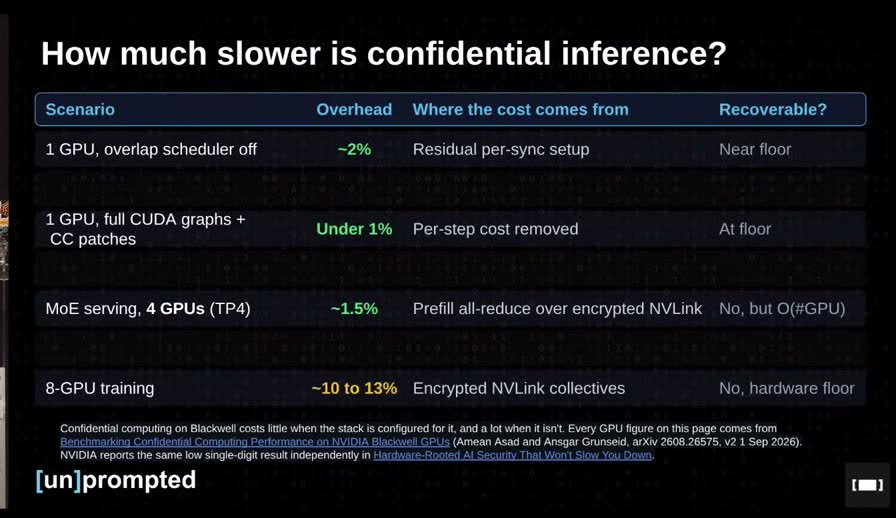 How much slower is confidential inference?
Scenario Overhead Where the cost comes from Recoverable?
1 GPU, overlap scheduler off ~2% Residual per-sync setup Near floor
1 GPU, full CUDA graphs +
CC patches Under 1% Per-step cost removed At floor
MoE serving, 4 GPUs (TP4) ~1.5% Prefill all-reduce over encrypted NVLink No, but O(#GPU)
8-GPU training ~10 to 13% Encrypted NVLink collectives No, hardware floor
Confidential computing on Blackwell costs little when the stack is configured for it, and a lot when it isn't. Every GPU figure on this page comes from
Benchmarking Confidential Computing Performance on NVIDIA Blackwell GPUs (Amean Asad and Ansgar Grunseid, arXiv 2608.26575, v2 1 Sep 2026).
NVIDIA reports the same low single-digit result independently in Hardware-Rooted AI Security That Won't Slow You Down.
[un]prompted